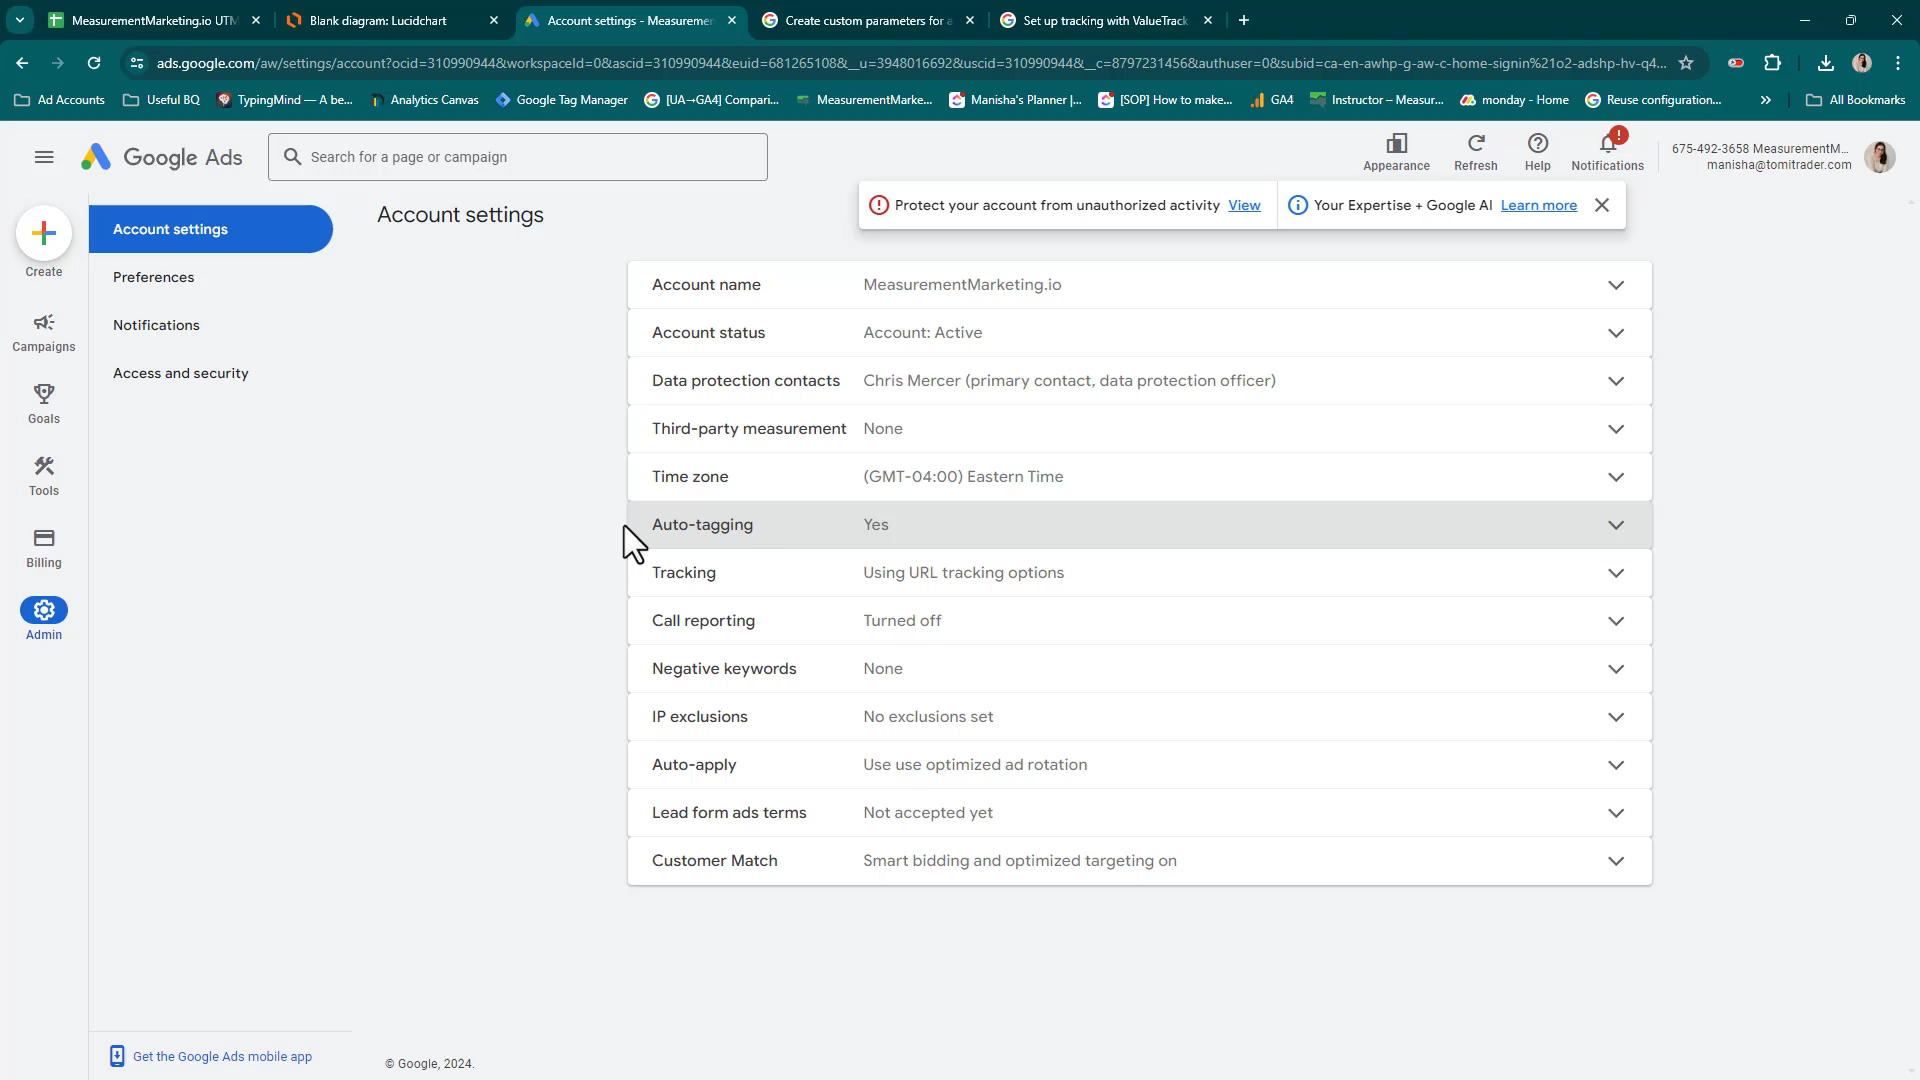 MeasurementMarketing.io UTM
Blank diagram: Lucidchart
Account settings - Measuremen
Create custom parameters for a
Set up tracking with ValueTrack
ads.google.com/aw/settings/account?ocid=310990944&workspaceId=0&ascid=310990944&euid=681265108&__u=3948016692&uscid=310990944&__c=8797231456&authuser=0&subid=ca-en-awhp-g-aw-c-home-signin%21o2-adshp-hv-q4...
Ad Accounts
Useful BQ
TypingMind — A be...
Analytics Canvas
Google Tag Manager
[UA→GA4] Compari...
MeasurementMarke...
Manisha's Planner |...
[SOP] How to make...
GA4
Instructor – Measur...
monday - Home
Reuse configuration...
All Bookmarks
Google Ads
Search for a page or campaign
Appearance
Refresh
Help
Notifications
675-492-3658 MeasurementM...
manisha@tomitrader.com
Protect your account from unauthorized activity View
Your Expertise + Google AI Learn more
Create
Campaigns
Goals
Tools
Billing
Admin
Account settings
Preferences
Notifications
Access and security
Account settings
Account name MeasurementMarketing.io
Account status Account: Active
Data protection contacts Chris Mercer (primary contact, data protection officer)
Third-party measurement None
Time zone (GMT-04:00) Eastern Time
Auto-tagging Yes
Tracking Using URL tracking options
Call reporting Turned off
Negative keywords None
IP exclusions No exclusions set
Auto-apply Use use optimized ad rotation
Lead form ads terms Not accepted yet
Customer Match Smart bidding and optimized targeting on
Get the Google Ads mobile app
© Google, 2024.